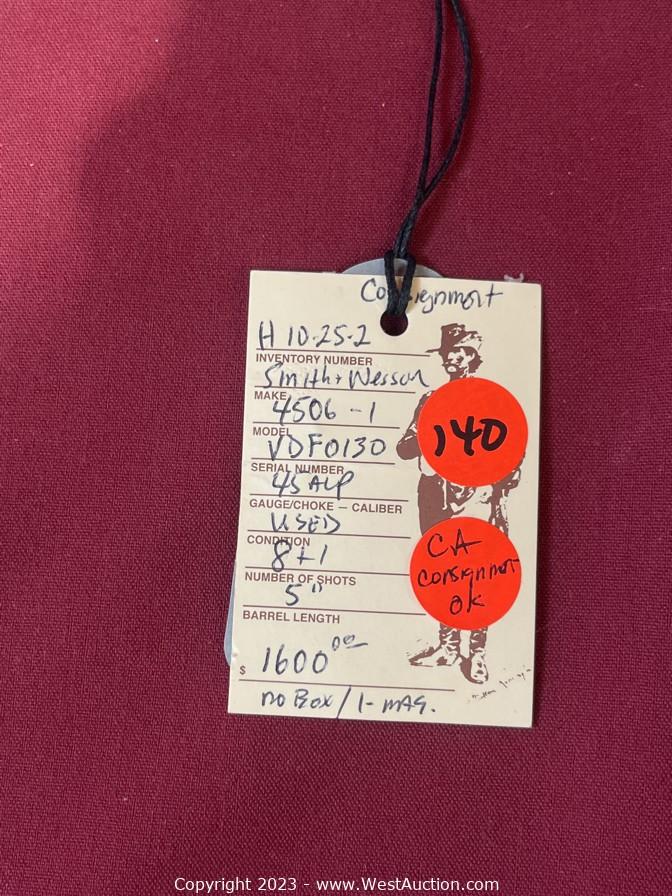 Consignment
H 10-25-2
INVENTORY NUMBER
Smith + Wesson
MAKE
4506-1
MODEL
VDF0130
SERIAL NUMBER
45 ACP
GAUGE/CHOKE — CALIBER
USED
CONDITION
8+1
NUMBER OF SHOTS
5"
BARREL LENGTH
$ 1600 00
no Box / 1- mag.
140
CA
Consignment
ok
Copyright 2023 - www.WestAuction.com